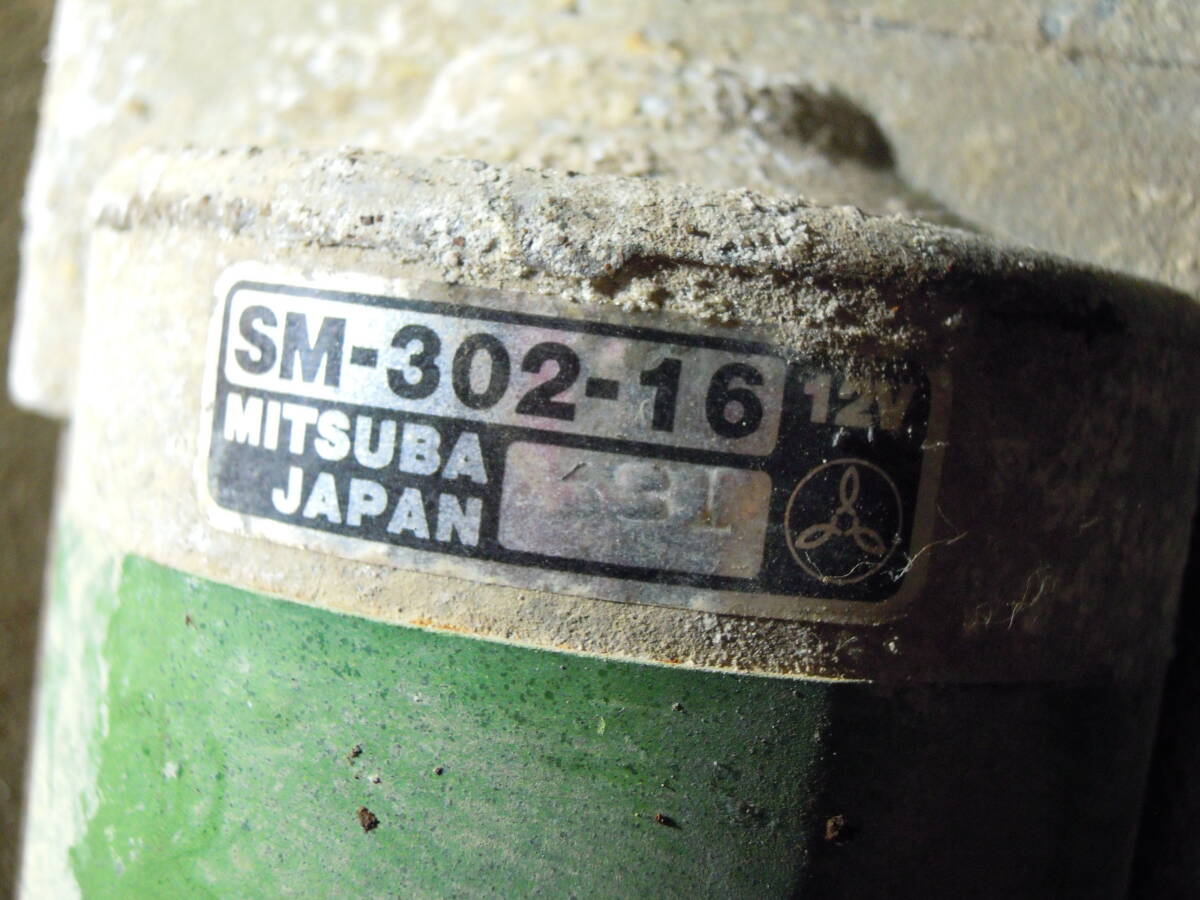 SM-302-16
12V
MITSUBA
JAPAN